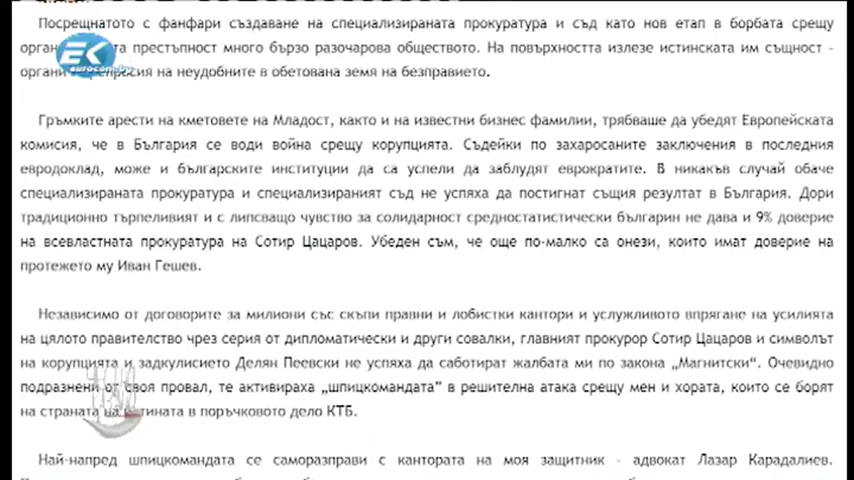 Посрещнатото с фанфари създаване на специализираната прокуратура и съд като нов етап в борбата срещу
престъпност много бързо разочарова обществото. На повърхността излезе истинската им същност -
органи репресия на неудобните в обетована земя на безправието.
EK
eurocom.bg
Гръмките арести на кметовете на Младост, както и на известни бизнес фамилии, трябваше да убедят Европейската
комисия, че в България се води война срещу корупцията. Съдейки по захаросаните заключения в последния
евродоклад, може и българските институции да са успели да заблудят еврократите. В никакъв случай обаче
специализираната прокуратура и специализираният съд не успяха да постигнат същия резултат в България. Дори
традиционно търпеливият и с липсващо чувство за солидарност средностатистически българин не дава и 9% доверие
на всевластната прокуратура на Сотир Цацаров. Убеден съм, че още по-малко са онези, които имат доверие на
протежето му Иван Гешев.
Независимо от договорите за милиони със скъпи правни и лобистки кантори и услужливото впрягане на усилията
на цялото правителство чрез серия от дипломатически и други совалки, главният прокурор Сотир Цацаров и символът
на корупцията и задкулисието Делян Пеевски не успяха да саботират жалбата ми по закона „Магнитски“. Очевидно
подразнени от своя провал, те активираха „шпицкомандата” в решителна атака срещу мен и хората, които се борят
на страната на истината в поръчковото дело КТБ.
Най-напред шпицкомандата се саморазправи с кантората на моя защитник - адвокат Лазар Карадалиев.